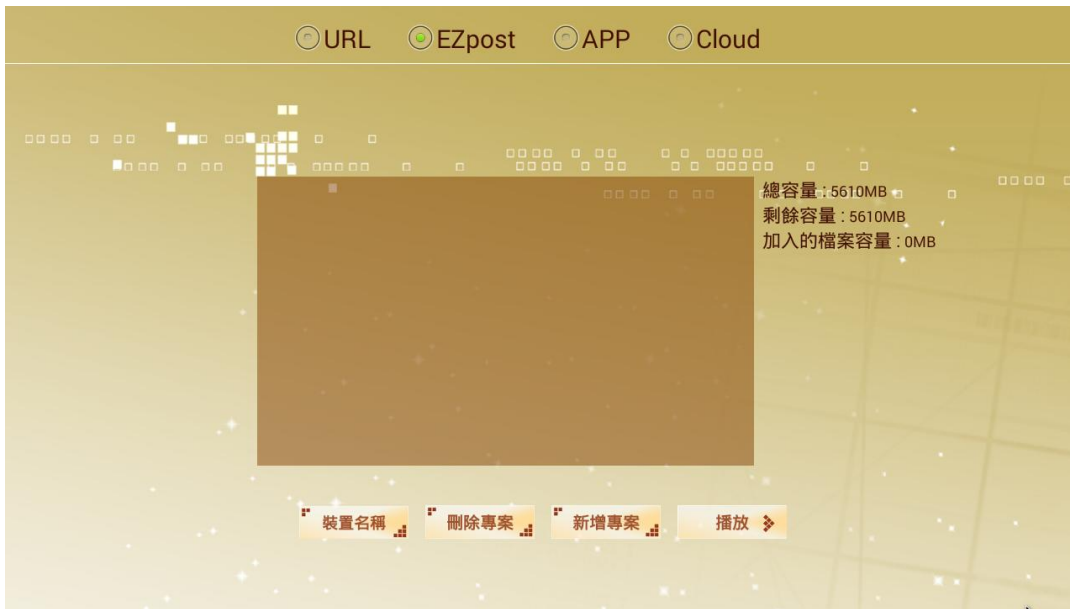 URL EZpost APP Cloud
總容量 : 5610MB
剩餘容量 : 5610MB
加入的檔案容量 : 0MB
裝置名稱 刪除專案 新增專案 播放